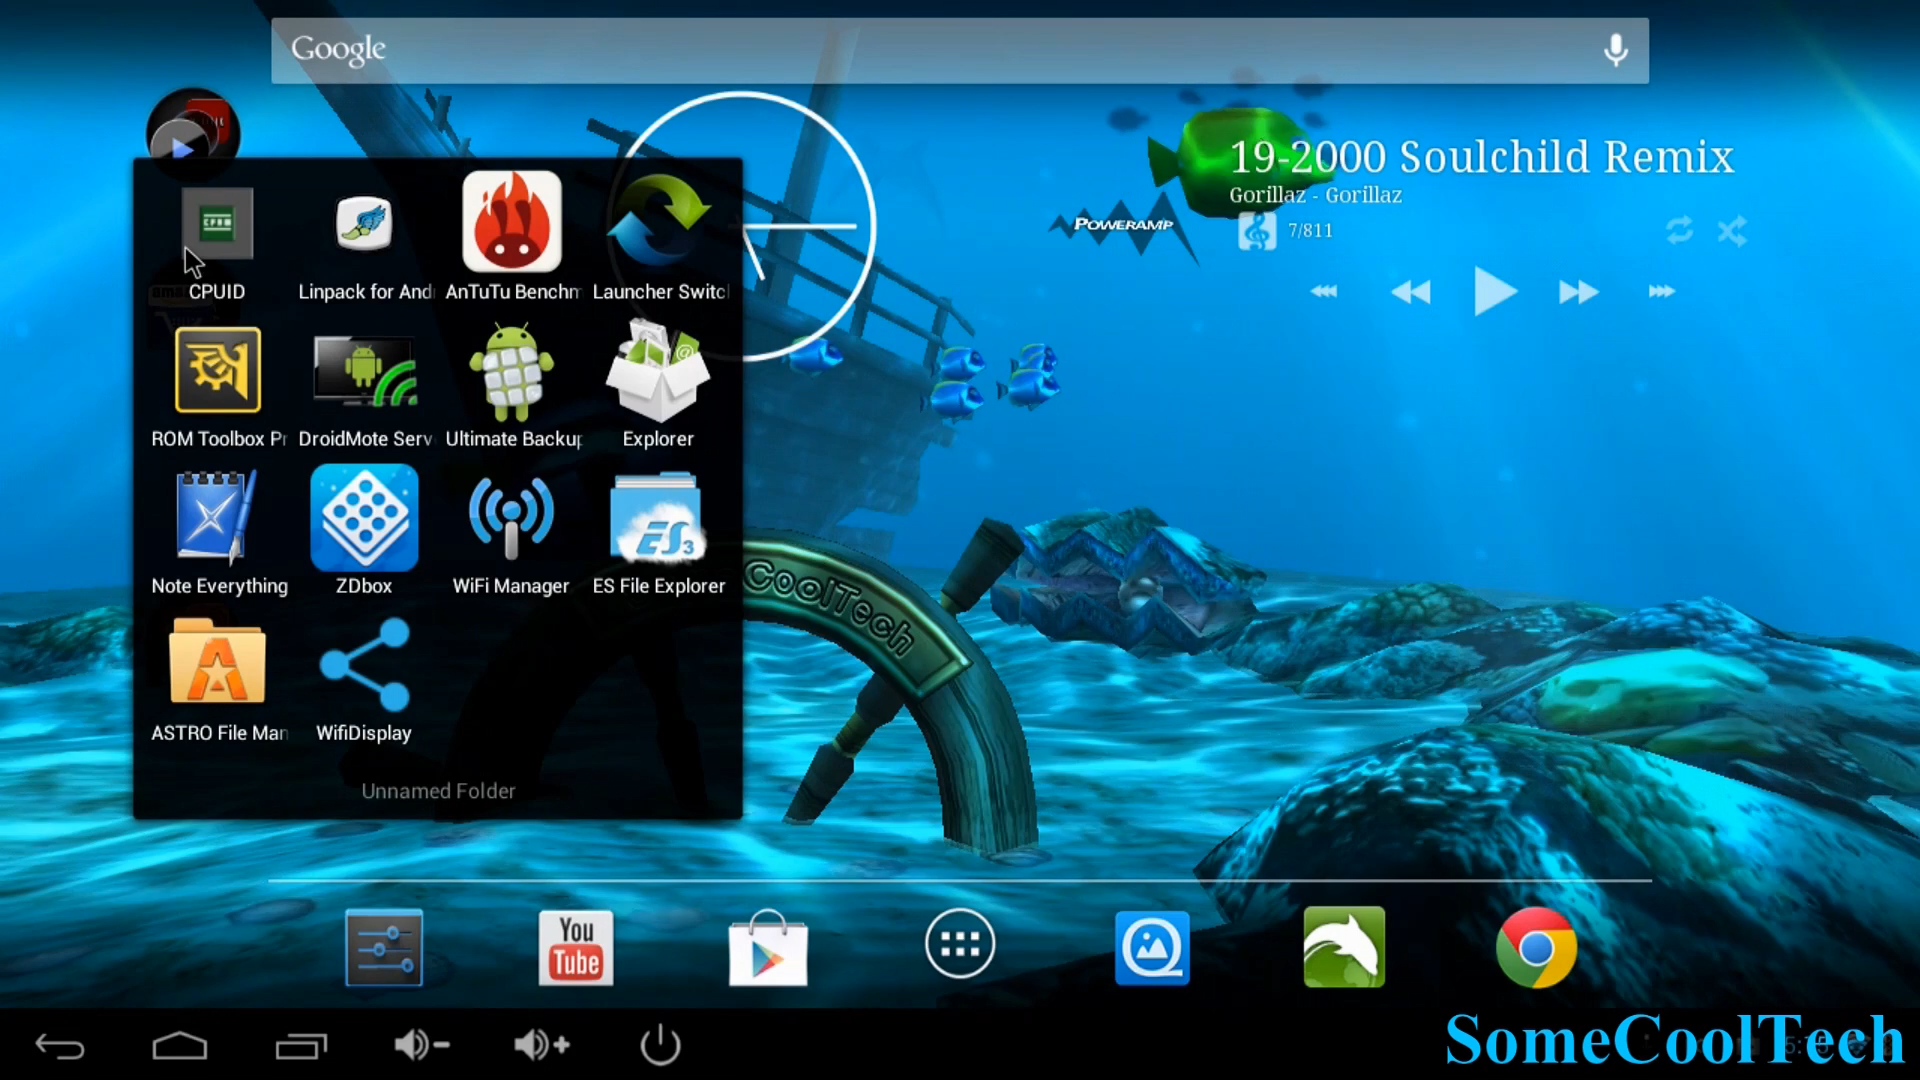 Google
19-2000 Soulchild Remix
Gorillaz - Gorillaz
POWERAMP
7/811
CPUID
Linpack for And
AnTuTu Benchm
Launcher Switc
ROM Toolbox P
DroidMote Serv
Ultimate Backup
Explorer
Note Everything
ZDbox
WiFi Manager
ES File Explorer
ES3
CoolTech
ASTRO File Man
WifiDisplay
Unnamed Folder
You
Tube
SomeCoolTech